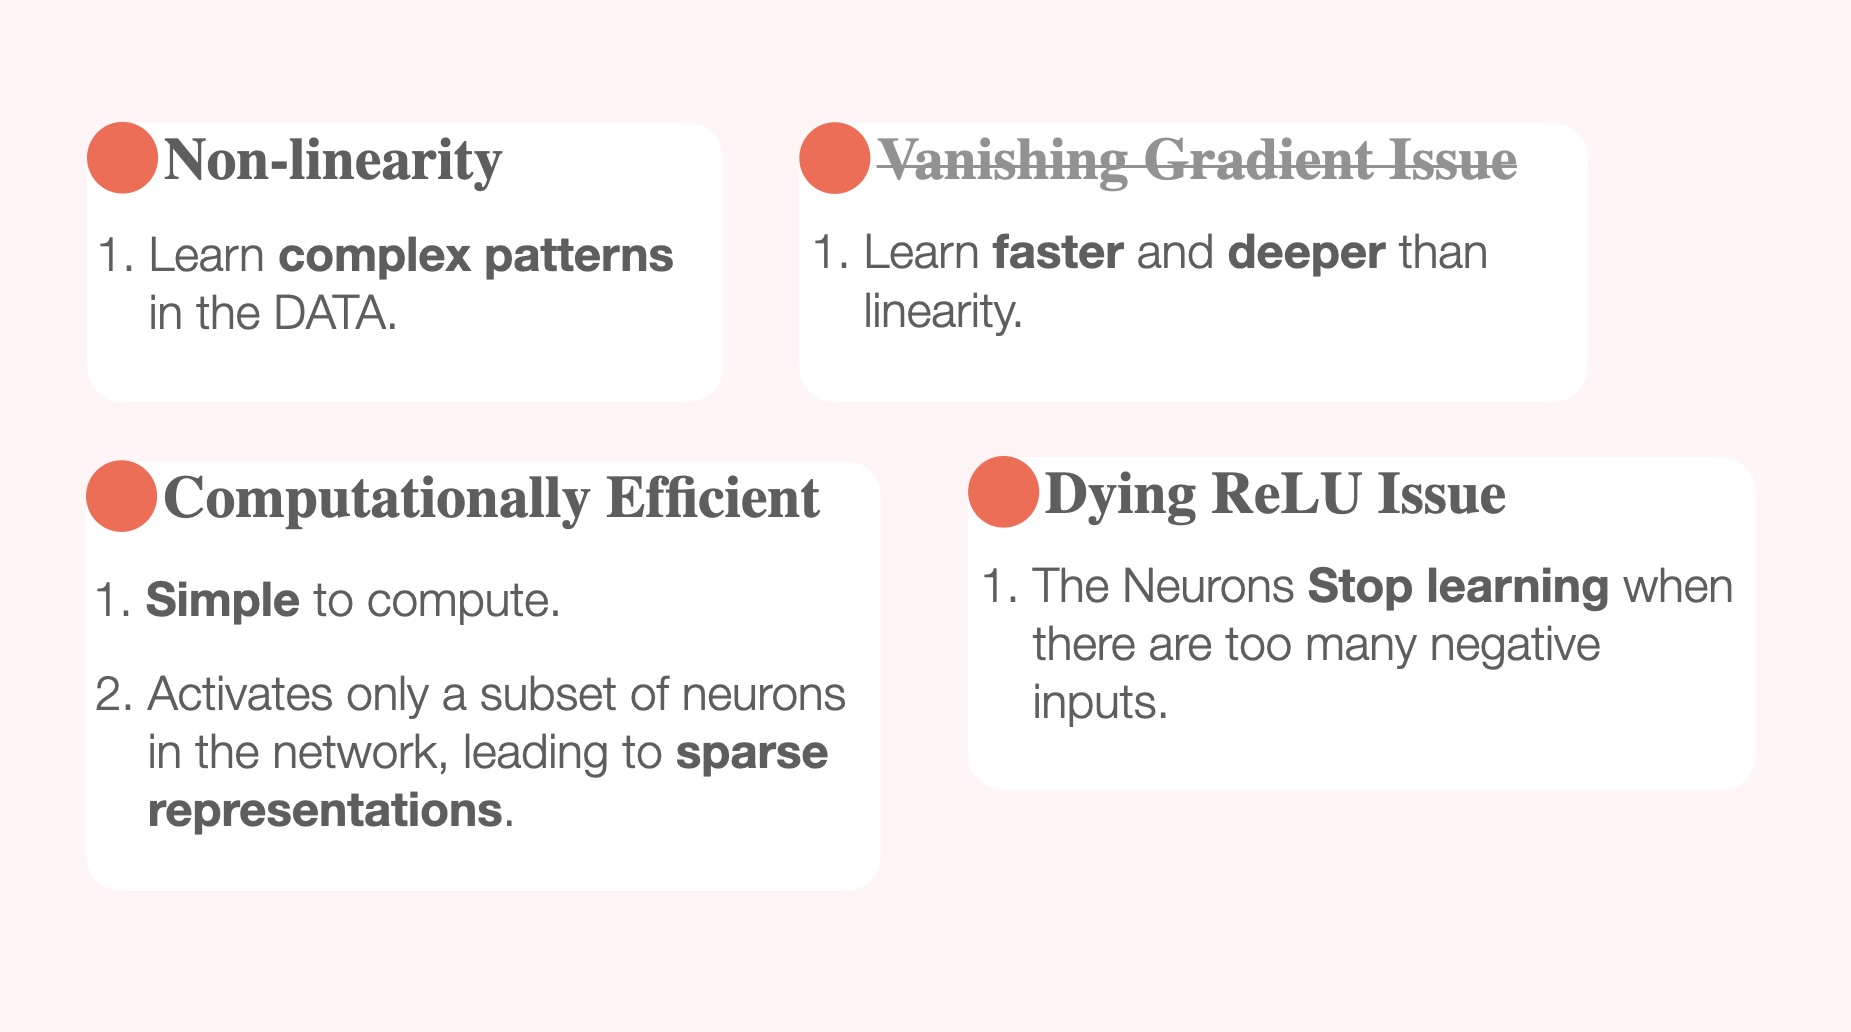 Non-linearity
1. Learn complex patterns
in the DATA.
Vanishing Gradient Issue
1. Learn faster and deeper than
linearity.
Computationally Efficient
1. Simple to compute.
2. Activates only a subset of neurons
in the network, leading to sparse
representations.
Dying ReLU Issue
1. The Neurons Stop learning when
there are too many negative
inputs.